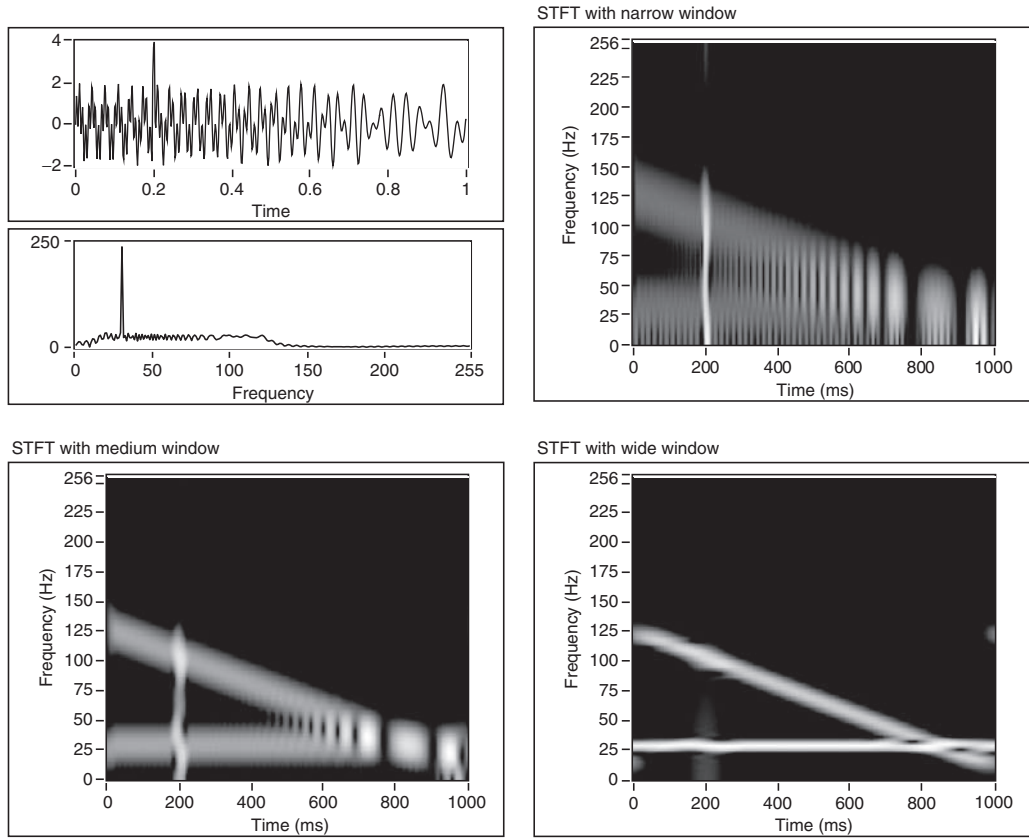 4
2
0
−2
0 0.2 0.4 0.6 0.8 1
Time
250
0
0 50 100 150 200 255
Frequency
STFT with narrow window
256
225
200
175
150
125
100
75
50
25
0
Frequency (Hz)
0 200 400 600 800 1000
Time (ms)
STFT with medium window
256
225
200
175
150
125
100
75
50
25
0
Frequency (Hz)
0 200 400 600 800 1000
Time (ms)
STFT with wide window
256
225
200
175
150
125
100
75
50
25
0
Frequency (Hz)
0 200 400 600 800 1000
Time (ms)